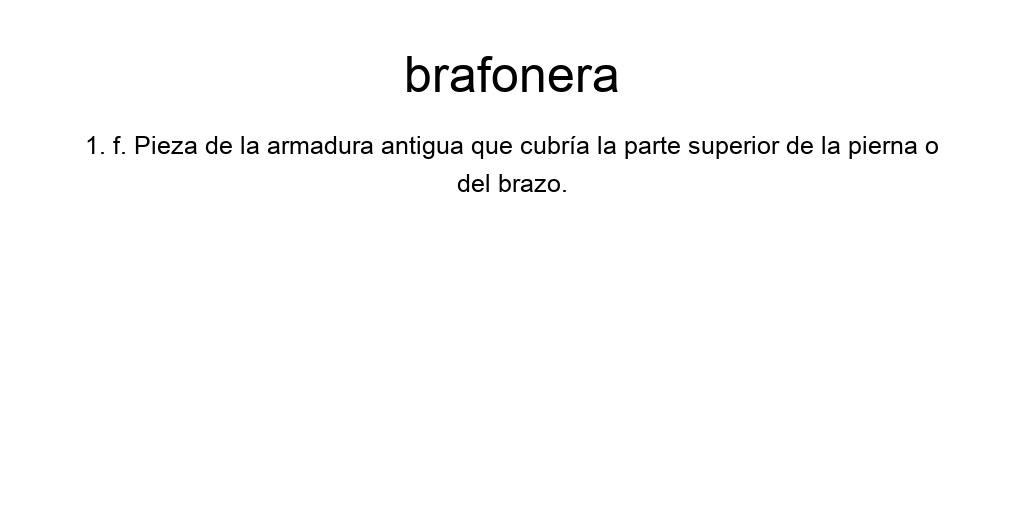 brafonera
1. f. Pieza de la armadura antigua que cubría la parte superior de la pierna o
del brazo.